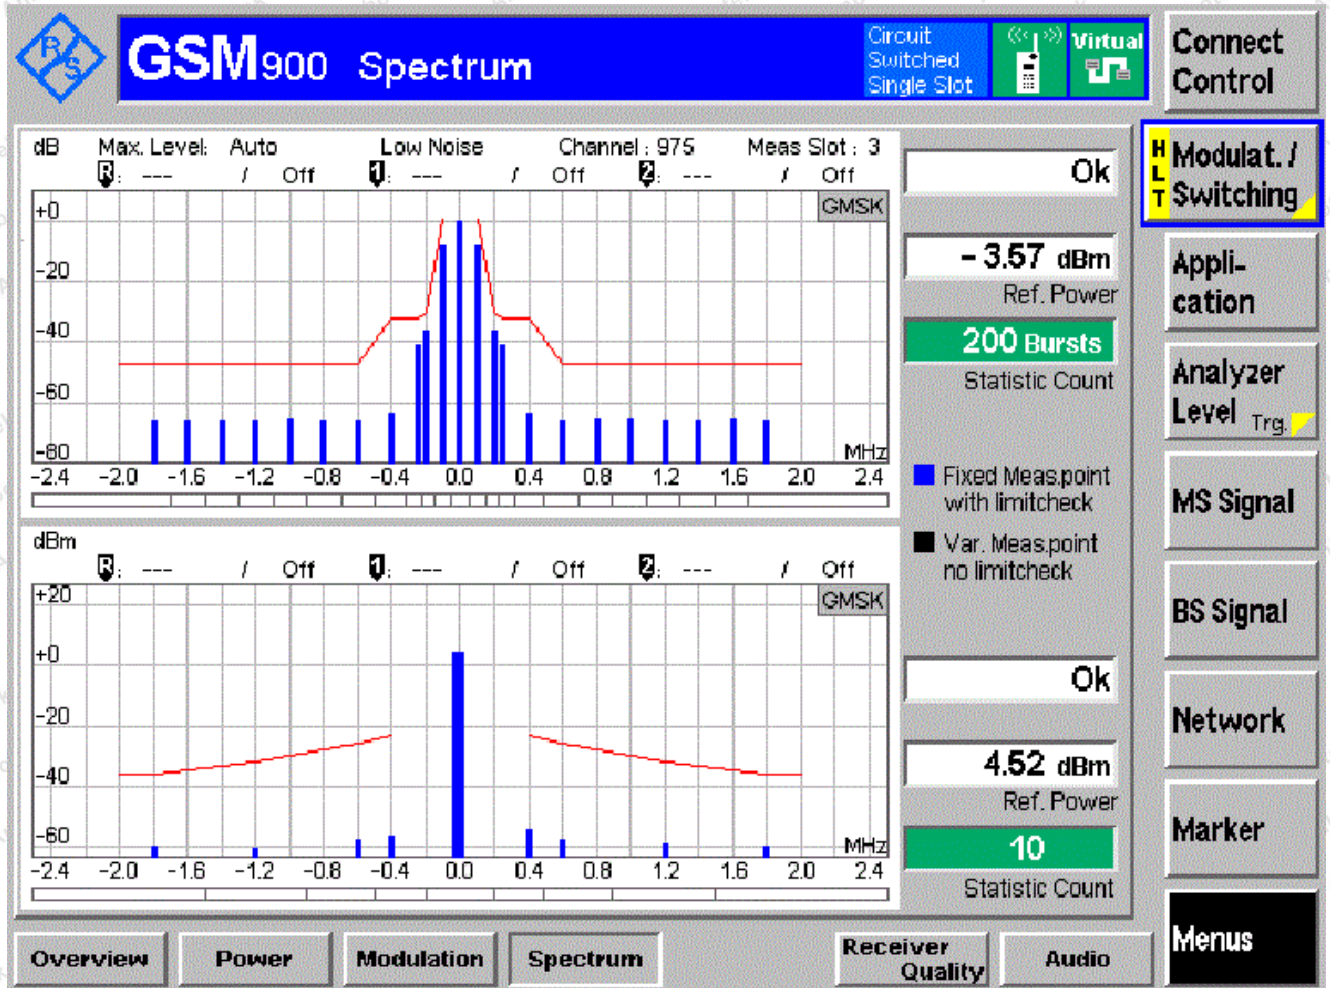 R/S
GSM900 Spectrum
Circuit
Switched
Single Slot
Virtual
Connect
Control
dB Max. Level: Auto Low Noise Channel : 975 Meas Slot : 3
R: --- / Off 1: --- / Off 2: --- / Off
GMSK
+0
-20
-40
-60
-80
MHz
-2.4 -2.0 -1.6 -1.2 -0.8 -0.4 0.0 0.4 0.8 1.2 1.6 2.0 2.4
Ok
- 3.57 dBm
Ref. Power
200 Bursts
Statistic Count
Fixed Meas.point
with limitcheck
Var. Meas.point
no limitcheck
dBm
R: --- / Off 1: --- / Off 2: --- / Off
GMSK
+20
+0
-20
-40
-60
MHz
-2.4 -2.0 -1.6 -1.2 -0.8 -0.4 0.0 0.4 0.8 1.2 1.6 2.0 2.4
Ok
4.52 dBm
Ref. Power
10
Statistic Count
HLT
Modulat. /
Switching
Appli-
cation
Analyzer
Level Trg.
MS Signal
BS Signal
Network
Marker
Menus
Overview
Power
Modulation
Spectrum
Receiver
Quality
Audio